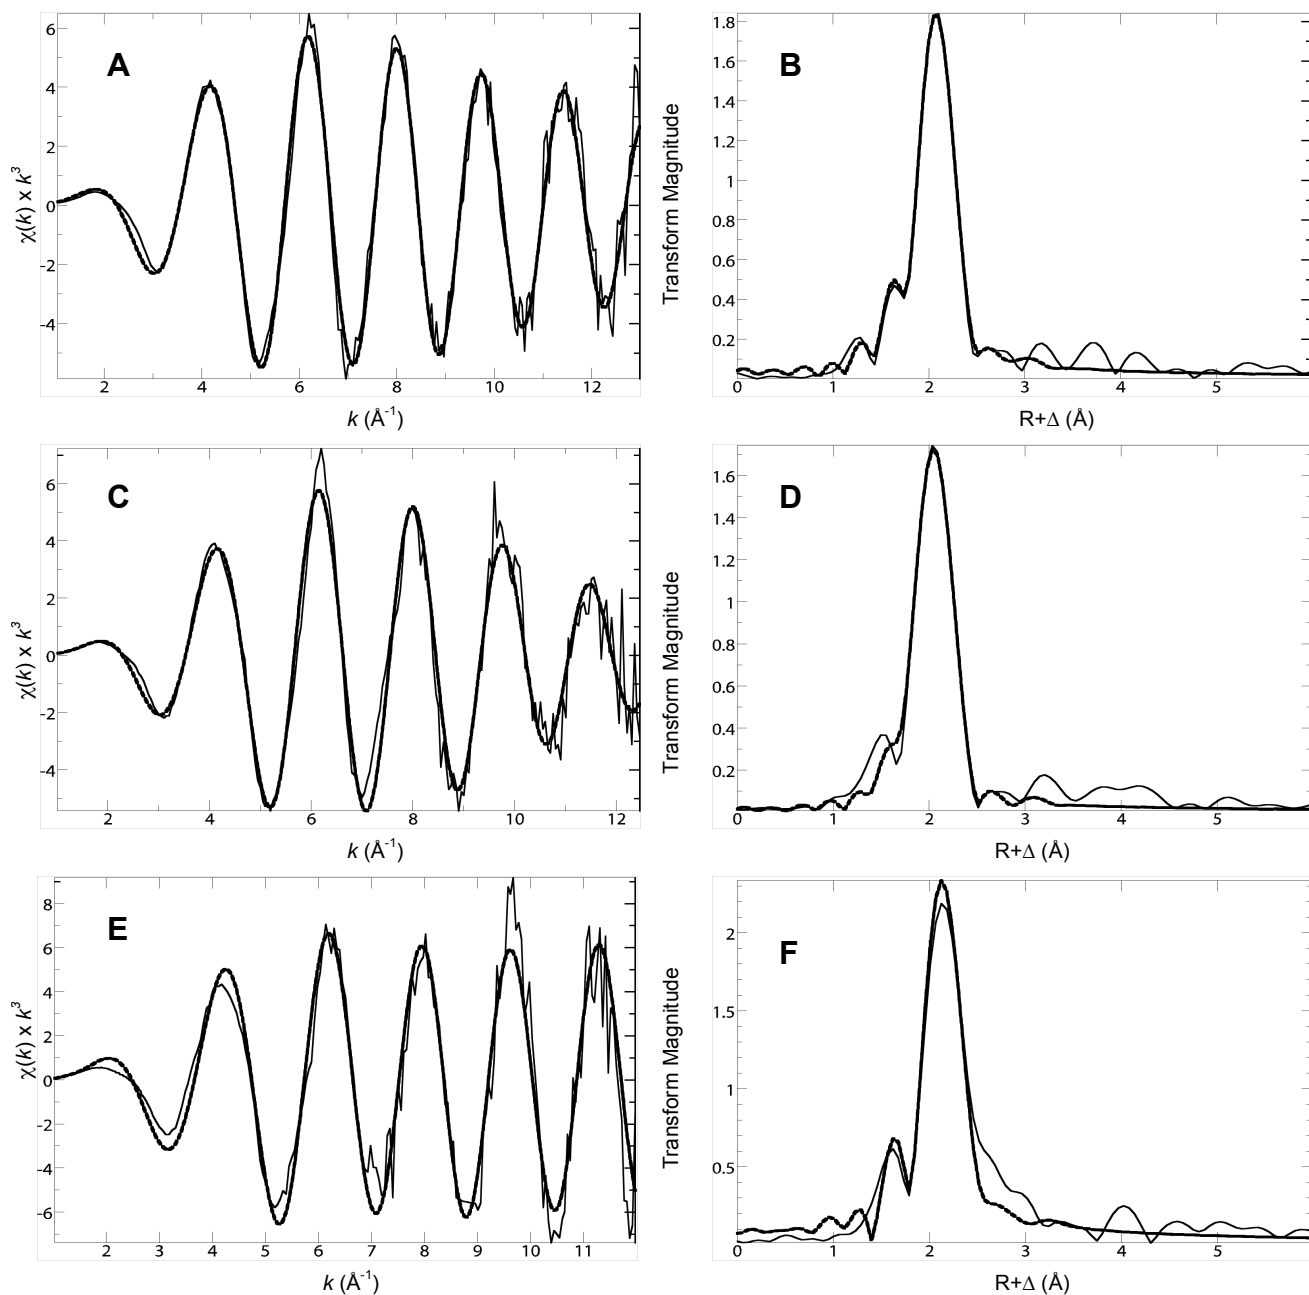 A
6
4
2
0
-2
-4
χ(k) x k³
2 4 6 8 10 12
k (Å⁻¹)
B
1.8
1.6
1.4
1.2
1
0.8
0.6
0.4
0.2
Transform Magnitude
0 1 2 3 4 5
R+Δ (Å)
C
6
4
2
0
-2
-4
χ(k) x k³
2 4 6 8 10 12
k (Å⁻¹)
D
1.6
1.4
1.2
1
0.8
0.6
0.4
0.2
Transform Magnitude
0 1 2 3 4 5
R+Δ (Å)
E
8
6
4
2
0
-2
-4
-6
χ(k) x k³
2 3 4 5 6 7 8 9 10 11
k (Å⁻¹)
F
2
1.5
1
0.5
Transform Magnitude
0 1 2 3 4 5
R+Δ (Å)